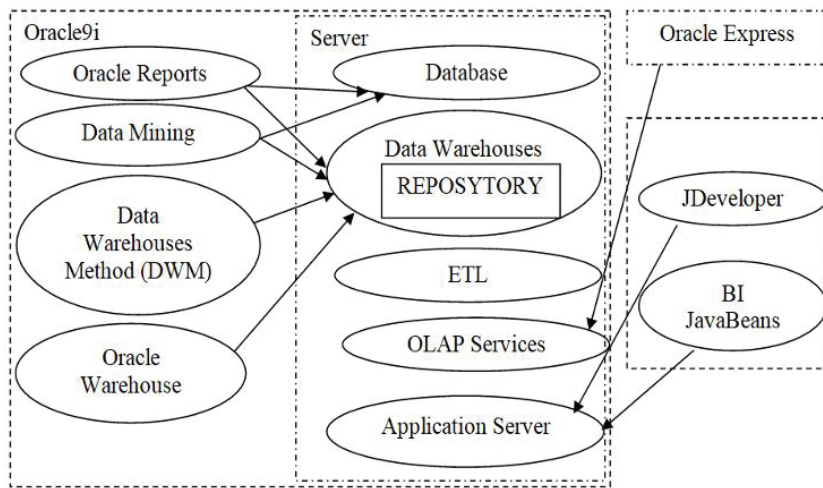 Oracle9i
Oracle Reports
Data Mining
Data
Warehouses
Method (DWM)
Oracle
Warehouse
Server
Database
Data Warehouses
REPOSYTORY
ETL
OLAP Services
Application Server
Oracle Express
JDeveloper
BI
JavaBeans